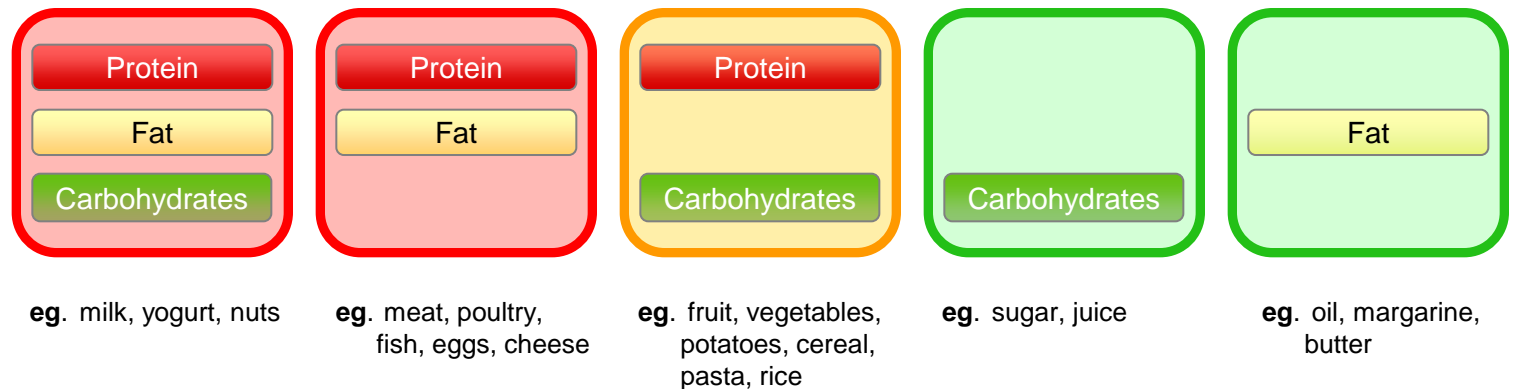 Protein
Fat
Carbohydrates
eg. milk, yogurt, nuts
Protein
Fat
eg. meat, poultry,
fish, eggs, cheese
Protein
Carbohydrates
eg. fruit, vegetables,
potatoes, cereal,
pasta, rice
Carbohydrates
eg. sugar, juice
Fat
eg. oil, margarine,
butter